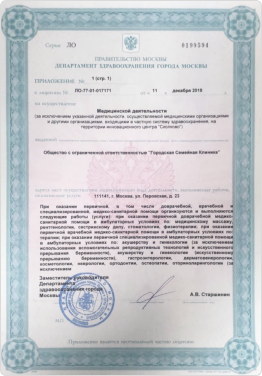 Серия ЛО
0199594
ПРАВИТЕЛЬСТВО МОСКВЫ
ДЕПАРТАМЕНТ ЗДРАВООХРАНЕНИЯ ГОРОДА МОСКВЫ
ПРИЛОЖЕНИЕ № 1 (стр. 1)
ЛО-77-01-017171 от « 11 » декабря 2018
на осуществление
Медицинской деятельности
(за исключением указанной деятельности, осуществляемой медицинскими организациями
и другими организациями, входящими в частную систему здравоохранения, на
территории инновационного центра "Сколково")
Общество с ограниченной ответственностью "Городская Семейная Клиника"
111141, г. Москва, ул. Перовская, д. 23
При оказании первичной, в том числе доврачебной, врачебной и
специализированной, медико-санитарной помощи организуются и выполняются
следующие работы (услуги): при оказании первичной доврачебной медико-
санитарной помощи в амбулаторных условиях по: медицинскому массажу,
рентгенологии, сестринскому делу, стоматологии, физиотерапии; при оказании
первичной врачебной медико-санитарной помощи в амбулаторных условиях по:
терапии; при оказании первичной специализированной медико-санитарной помощи
в амбулаторных условиях по: акушерству и гинекологии (за исключением
использования вспомогательных репродуктивных технологий и искусственного
прерывания беременности), акушерству и гинекологии (искусственному
прерыванию беременности), гастроэнтерологии, дерматовенерологии,
косметологии, неврологии, ортодонтии, остеопатии, оториноларингологии (за
исключением
Заместитель руководителя
Департамента
здравоохранения города
Москвы
А.В. Старшинин
Приложение является неотъемлемой частью лицензии